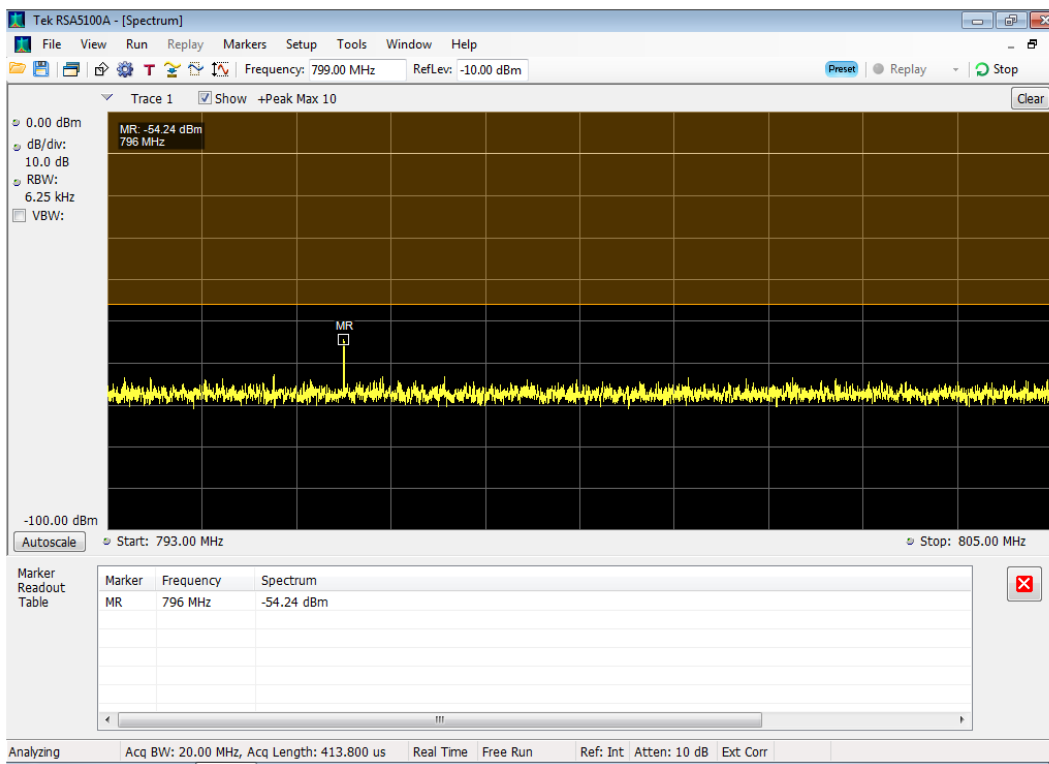 Tek RSA5100A - [Spectrum]
File View Run Replay Markers Setup Tools Window Help
T Frequency: 799.00 MHz RefLev: -10.00 dBm Preset Replay Stop
Trace 1 Show +Peak Max 10 Clear
0.00 dBm
dB/div:
10.0 dB
RBW:
6.25 kHz
VBW:
MR: -54.24 dBm
796 MHz
MR
-100.00 dBm
Autoscale Start: 793.00 MHz Stop: 805.00 MHz
Marker
Readout
Table
Marker Frequency Spectrum
MR 796 MHz -54.24 dBm
Analyzing Acq BW: 20.00 MHz, Acq Length: 413.800 us Real Time Free Run Ref: Int Atten: 10 dB Ext Corr